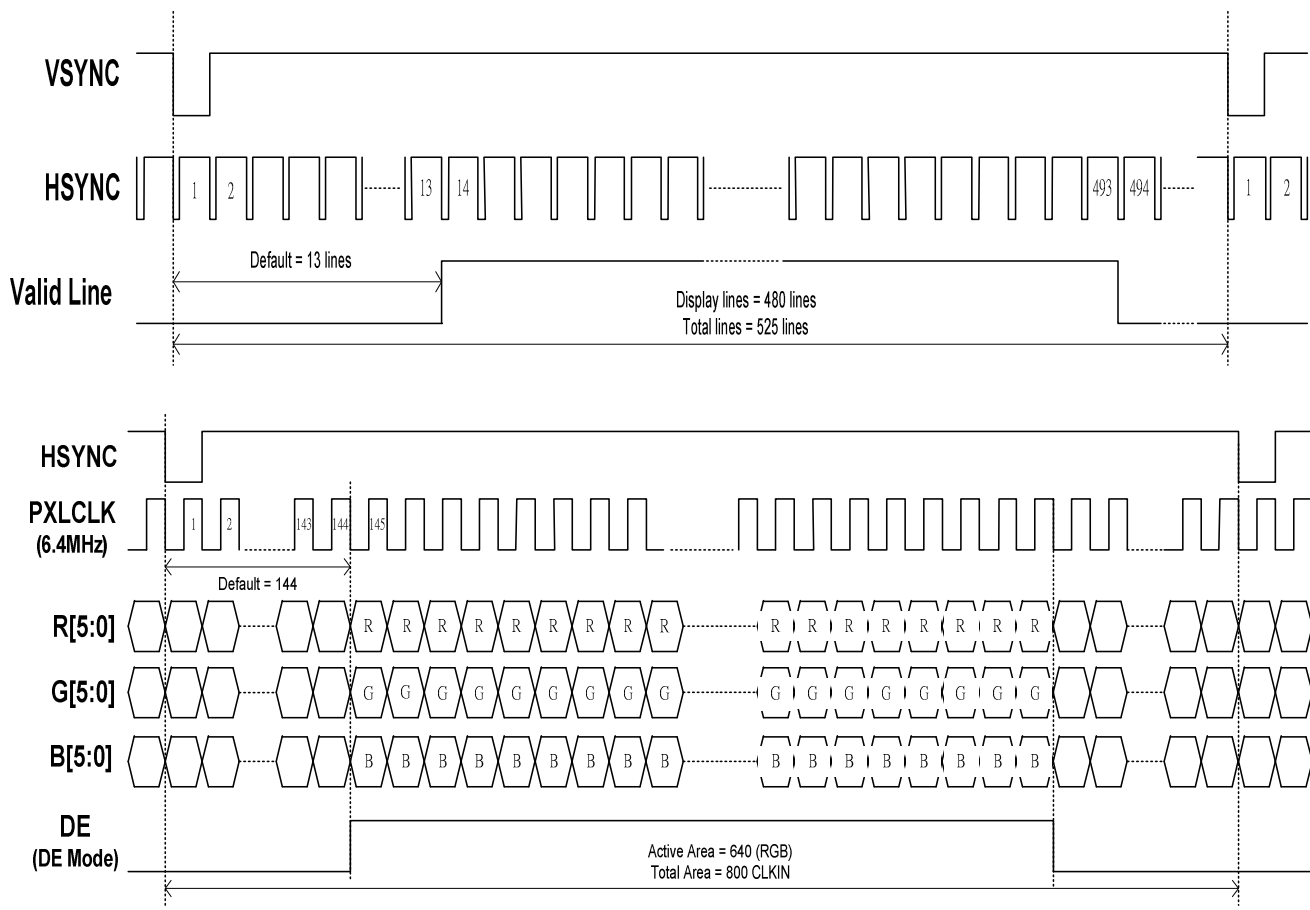 VSYNC
HSYNC
1 2 13 14 493 494 1 2
Default = 13 lines
Valid Line
Display lines = 480 lines
Total lines = 525 lines
HSYNC
PXLCLK
(6.4MHz)
1 2 143 144 145
Default = 144
R[5:0]
R R R R R R R R R R R R R R R R R
G[5:0]
G G G G G G G G G G G G G G G G G
B[5:0]
B B B B B B B B B B B B B B B B B
DE
(DE Mode)
Active Area = 640 (RGB)
Total Area = 800 CLKIN